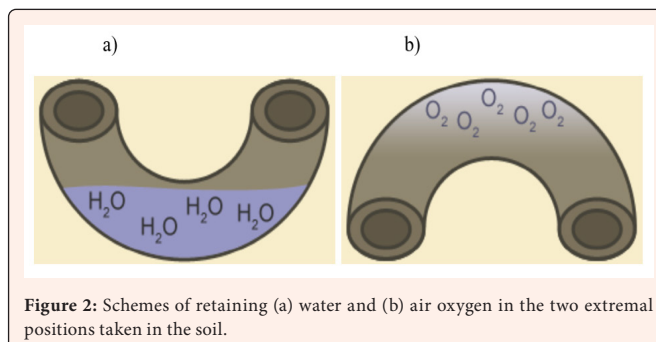 a) b)
H₂O H₂O H₂O H₂O
O₂ O₂ O₂ O₂ O₂
Figure 2: Schemes of retaining (a) water and (b) air oxygen in the two extremal
positions taken in the soil.